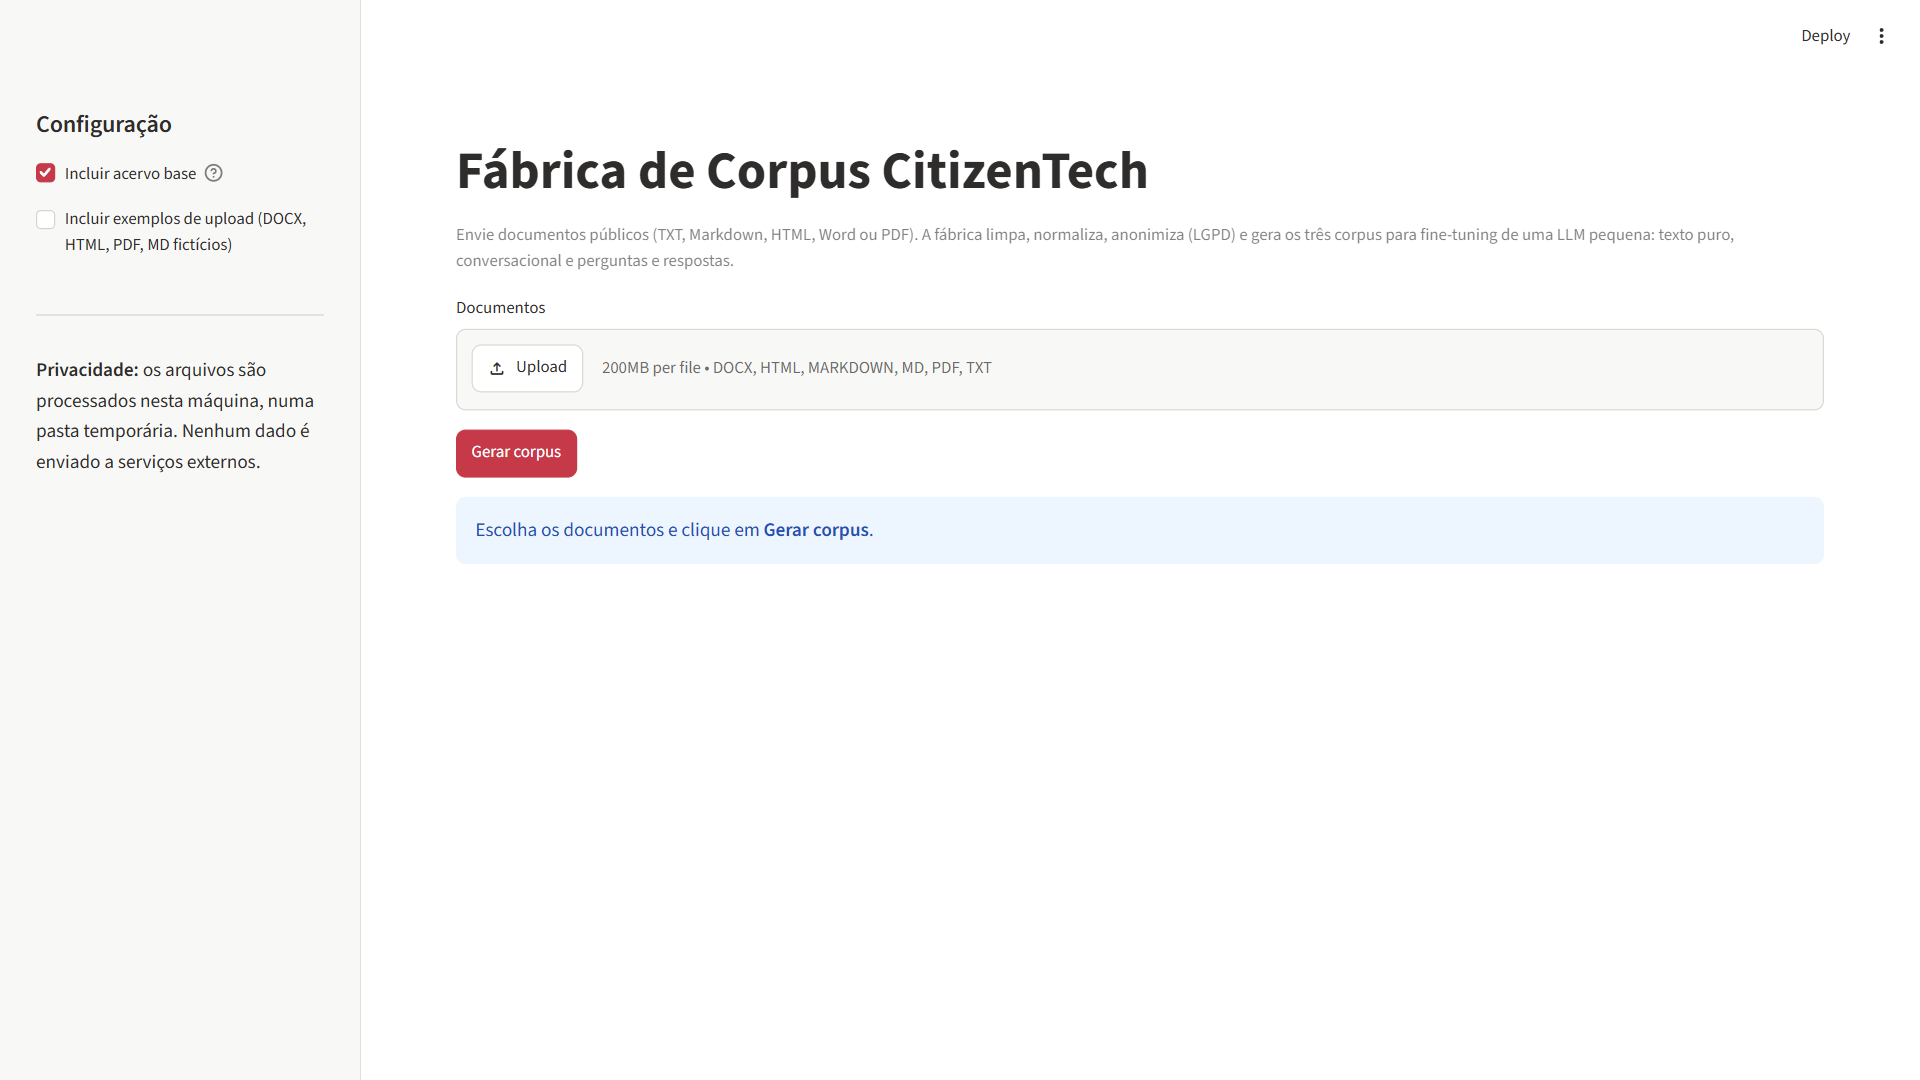 Deploy
Configuração
Incluir acervo base
Incluir exemplos de upload (DOCX,
HTML, PDF, MD fictícios)
Privacidade: os arquivos são
processados nesta máquina, numa
pasta temporária. Nenhum dado é
enviado a serviços externos.
Fábrica de Corpus CitizenTech
Envie documentos públicos (TXT, Markdown, HTML, Word ou PDF). A fábrica limpa, normaliza, anonimiza (LGPD) e gera os três corpus para fine-tuning de uma LLM pequena: texto puro,
conversacional e perguntas e respostas.
Documentos
Upload
200MB per file • DOCX, HTML, MARKDOWN, MD, PDF, TXT
Gerar corpus
Escolha os documentos e clique em Gerar corpus.